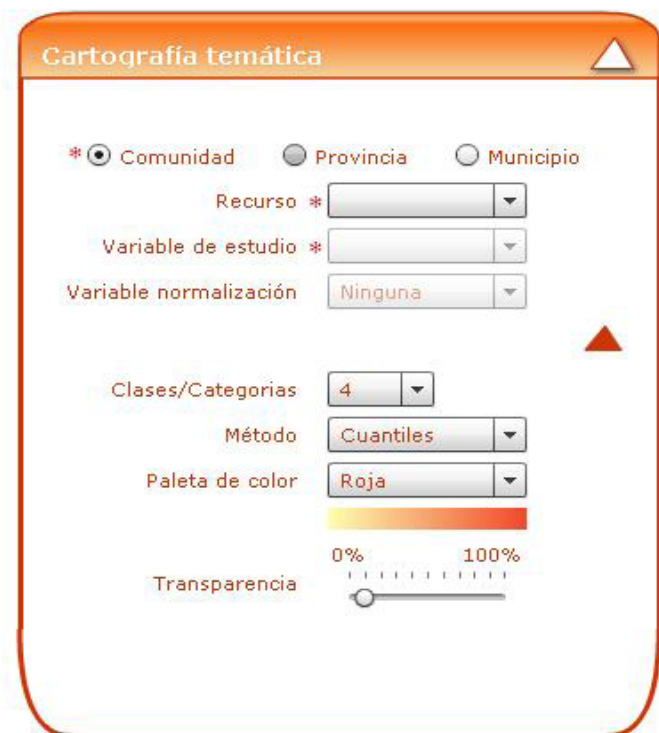 Cartografía temática
* Comunidad Provincia Municipio
Recurso *
Variable de estudio *
Variable normalización Ninguna
Clases/Categorias 4
Método Cuantiles
Paleta de color Roja
0% 100%
Transparencia